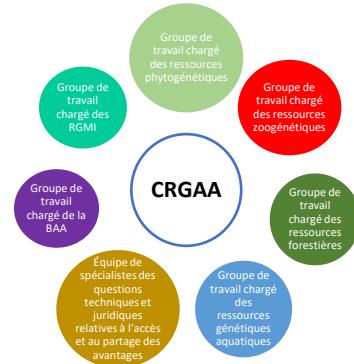 Groupe de
travail chargé
des ressources
phytogénétiques
Groupe de
travail
chargé des
RGMI
Groupe de
travail chargé
des ressources
zoogénétiques
CRGAA
Groupe de
travail
chargé de la
BAA
Groupe de
travail
chargé des
ressources
forestières
Équipe de
spécialistes des
questions
techniques et
juridiques
relatives à l'accès
et au partage des
avantages
Groupe de
travail chargé
des
ressources
génétiques
aquatiques